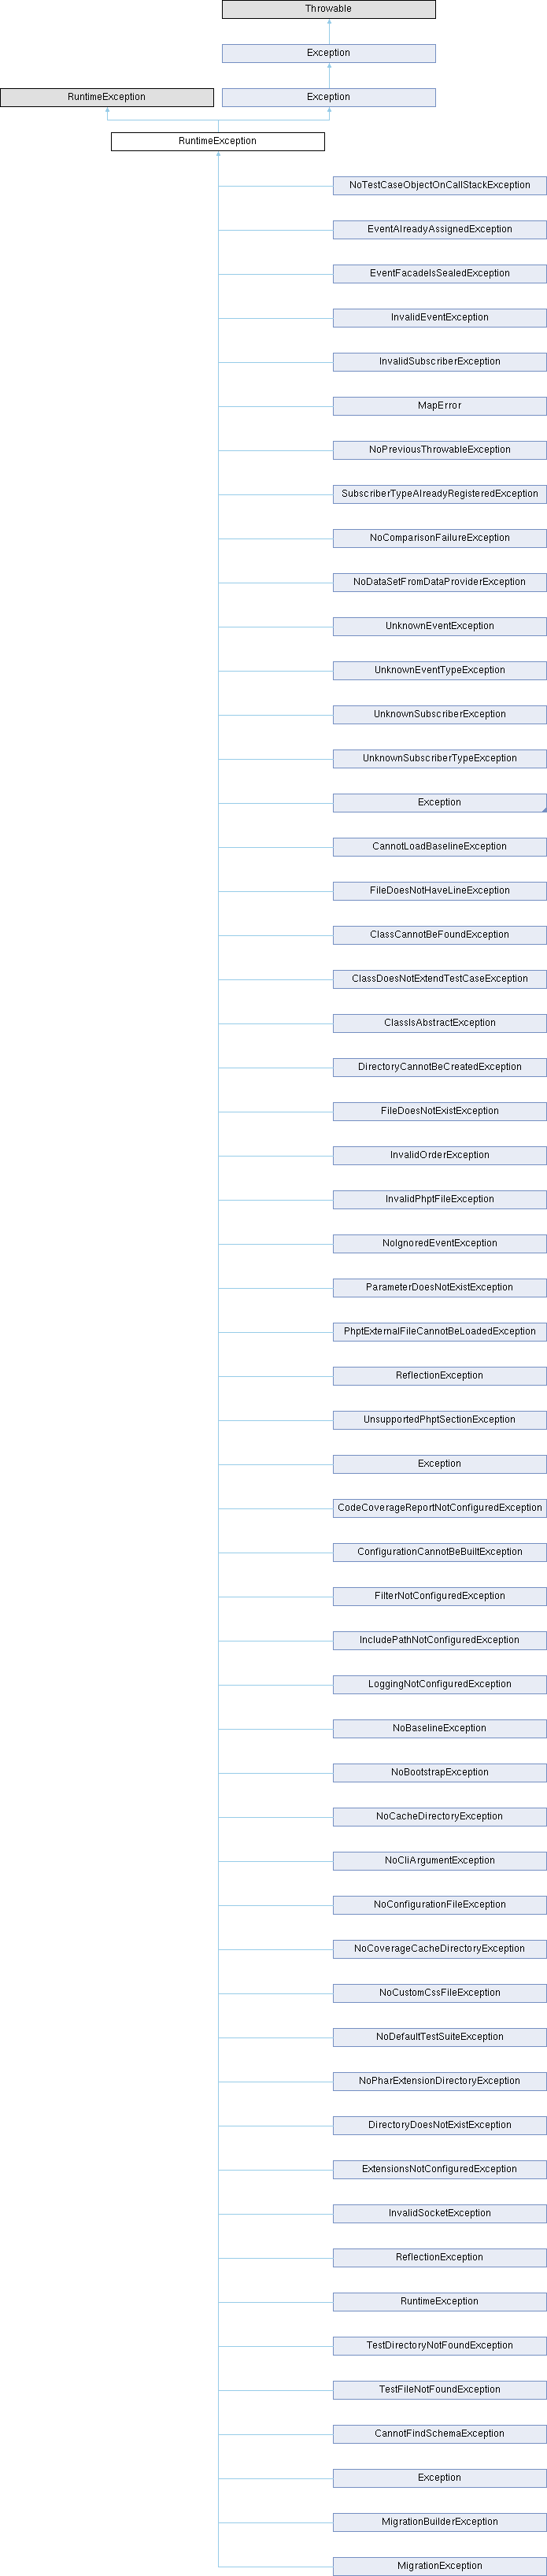 Throwable
Exception
RuntimeException
Exception
RuntimeException
NoTestCaseObjectOnCallStackException
EventAlreadyAssignedException
EventFacadeIsSealedException
InvalidEventException
InvalidSubscriberException
MapError
NoPreviousThrowableException
SubscriberTypeAlreadyRegisteredException
NoComparisonFailureException
NoDataSetFromDataProviderException
UnknownEventException
UnknownEventTypeException
UnknownSubscriberException
UnknownSubscriberTypeException
Exception
CannotLoadBaselineException
FileDoesNotHaveLineException
ClassCannotBeFoundException
ClassDoesNotExtendTestCaseException
ClassIsAbstractException
DirectoryCannotBeCreatedException
FileDoesNotExistException
InvalidOrderException
InvalidPhptFileException
NoIgnoredEventException
ParameterDoesNotExistException
PhptExternalFileCannotBeLoadedException
ReflectionException
UnsupportedPhptSectionException
Exception
CodeCoverageReportNotConfiguredException
ConfigurationCannotBeBuiltException
FilterNotConfiguredException
IncludePathNotConfiguredException
LoggingNotConfiguredException
NoBaselineException
NoBootstrapException
NoCacheDirectoryException
NoCliArgumentException
NoConfigurationFileException
NoCoverageCacheDirectoryException
NoCustomCssFileException
NoDefaultTestSuiteException
NoPharExtensionDirectoryException
DirectoryDoesNotExistException
ExtensionsNotConfiguredException
InvalidSocketException
ReflectionException
RuntimeException
TestDirectoryNotFoundException
TestFileNotFoundException
CannotFindSchemaException
Exception
MigrationBuilderException
MigrationException